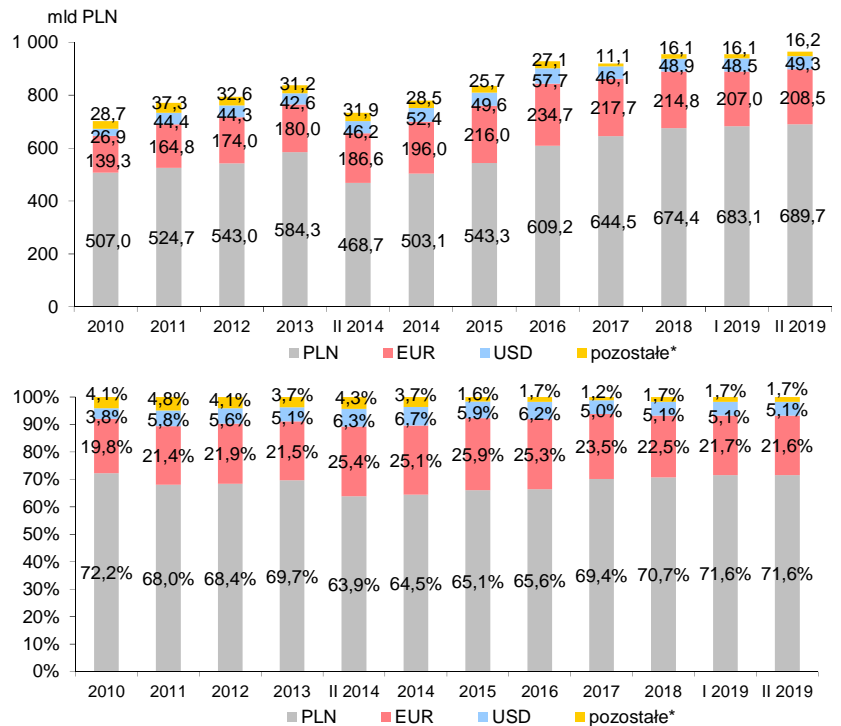 mld PLN
1 000
800
600
400
200
0
28,7 37,3 32,6 31,2 31,9 28,5 25,7 27,1 11,1 16,1 16,1 16,2
26,9 44,4 44,3 42,6 46,2 52,4 49,6 57,7 46,1 48,9 48,5 49,3
139,3 164,8 174,0 180,0 186,6 196,0 216,0 234,7 217,7 214,8 207,0 208,5
507,0 524,7 543,0 584,3 468,7 503,1 543,3 609,2 644,5 674,4 683,1 689,7
2010 2011 2012 2013 II 2014 2014 2015 2016 2017 2018 I 2019 II 2019
PLN EUR USD pozostałe*
100%
90%
80%
70%
60%
50%
40%
30%
20%
10%
0%
4,1% 4,8% 4,1% 3,7% 4,3% 3,7% 1,6% 1,7% 1,2% 1,7% 1,7% 1,7%
3,8% 5,8% 5,6% 5,1% 6,3% 6,7% 5,9% 6,2% 5,0% 5,1% 5,1% 5,1%
19,8% 21,4% 21,9% 21,5% 25,4% 25,1% 25,9% 25,3% 23,5% 22,5% 21,7% 21,6%
72,2% 68,0% 68,4% 69,7% 63,9% 64,5% 65,1% 65,6% 69,4% 70,7% 71,6% 71,6%
2010 2011 2012 2013 II 2014 2014 2015 2016 2017 2018 I 2019 II 2019
PLN EUR USD pozostałe*